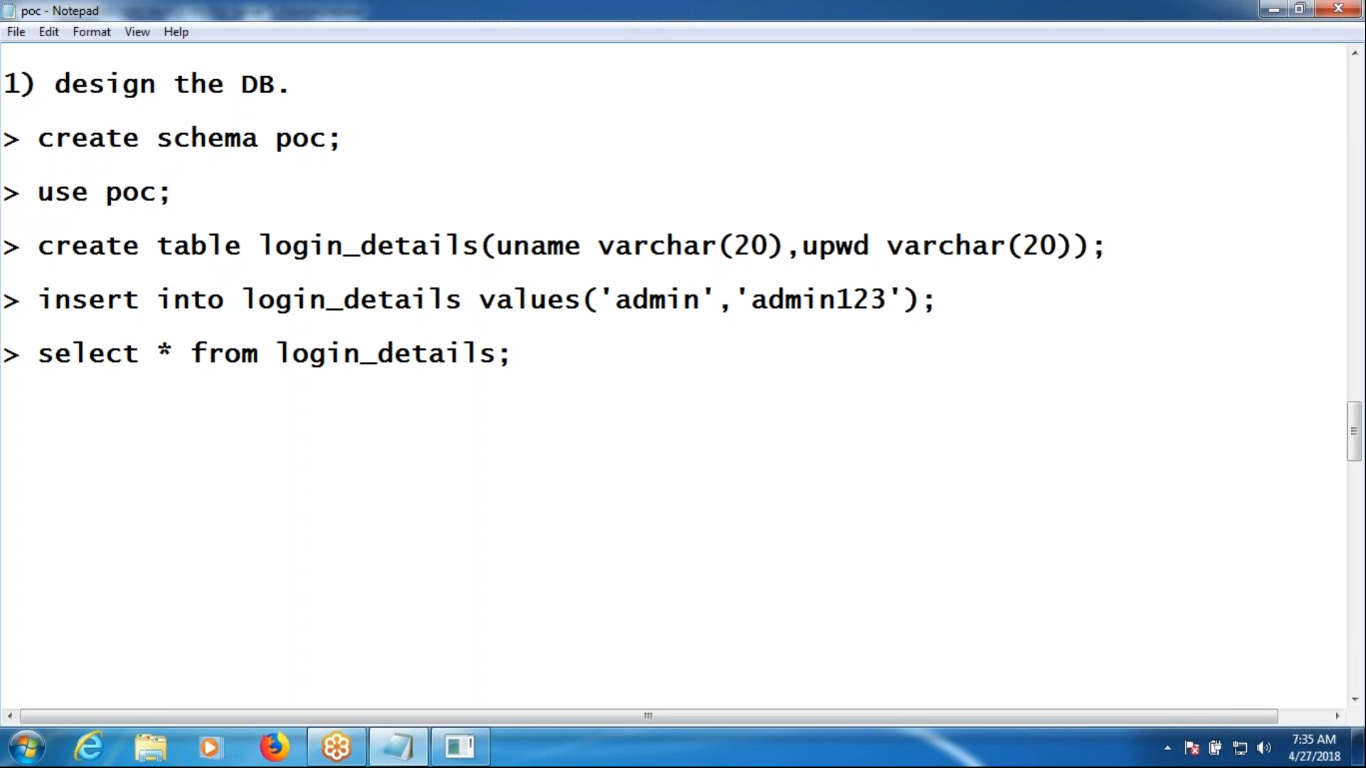 poc - Notepad
File Edit Format View Help
1) design the DB.
> create schema poc;
> use poc;
> create table login_details(uname varchar(20),upwd varchar(20));
> insert into login_details values('admin','admin123');
> select * from login_details;
7:35 AM
4/27/2018